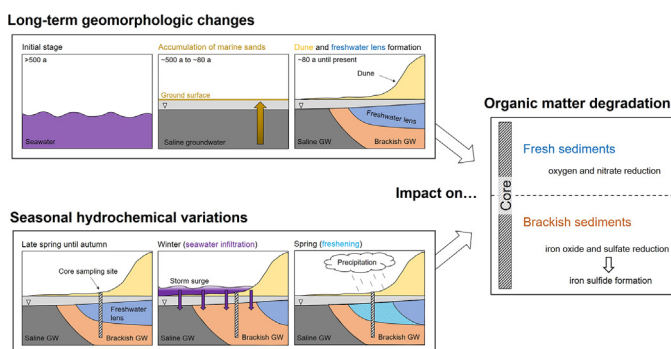 Long-term geomorphologic changes
Initial stage
>500 a
Seawater
Accumulation of marine sands
~500 a to ~80 a
Ground surface
Saline groundwater
Dune and freshwater lens formation
~80 a until present
Dune
Freshwater lens
Saline GW
Brackish GW
Impact on...
Seasonal hydrochemical variations
Late spring until autumn
Core sampling site
Freshwater
lens
Saline GW
Brackish GW
Winter (seawater infiltration)
Storm surge
Saline GW
Brackish GW
Spring (freshening)
Precipitation
Saline GW
Brackish GW
Organic matter degradation
Core
Fresh sediments
oxygen and nitrate reduction
Brackish sediments
iron oxide and sulfate reduction
iron sulfide formation